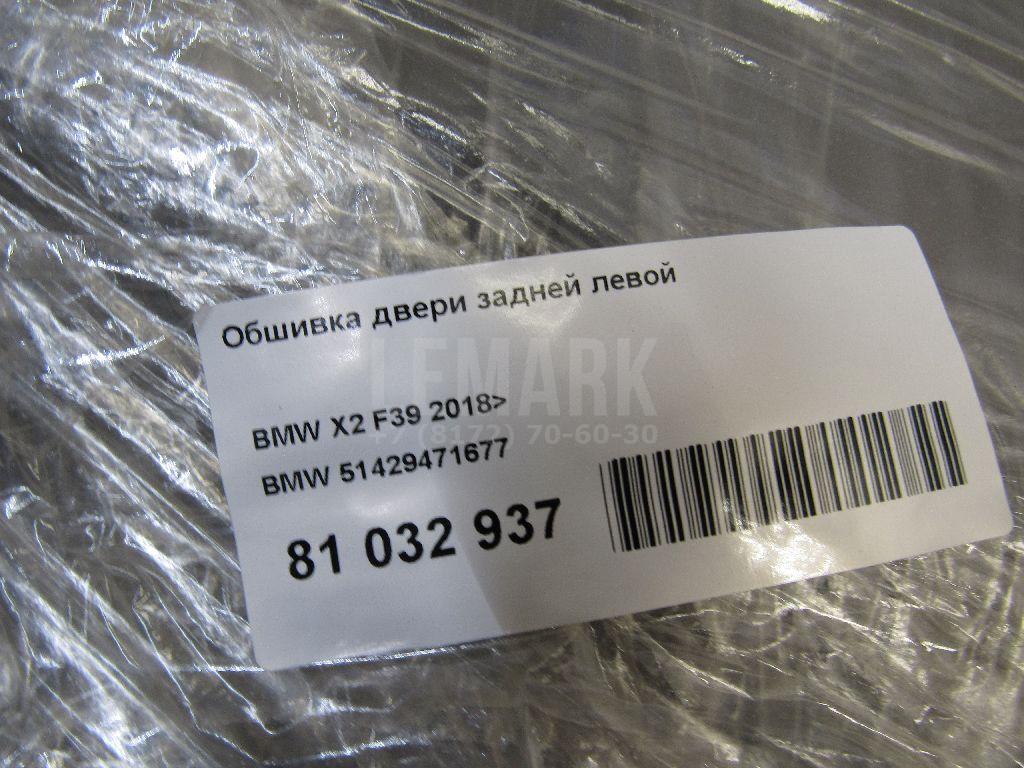 Обшивка двери задней левой
LEMARK
+7 (8172) 70-60-30
BMW X2 F39 2018>
BMW 51429471677
81 032 937